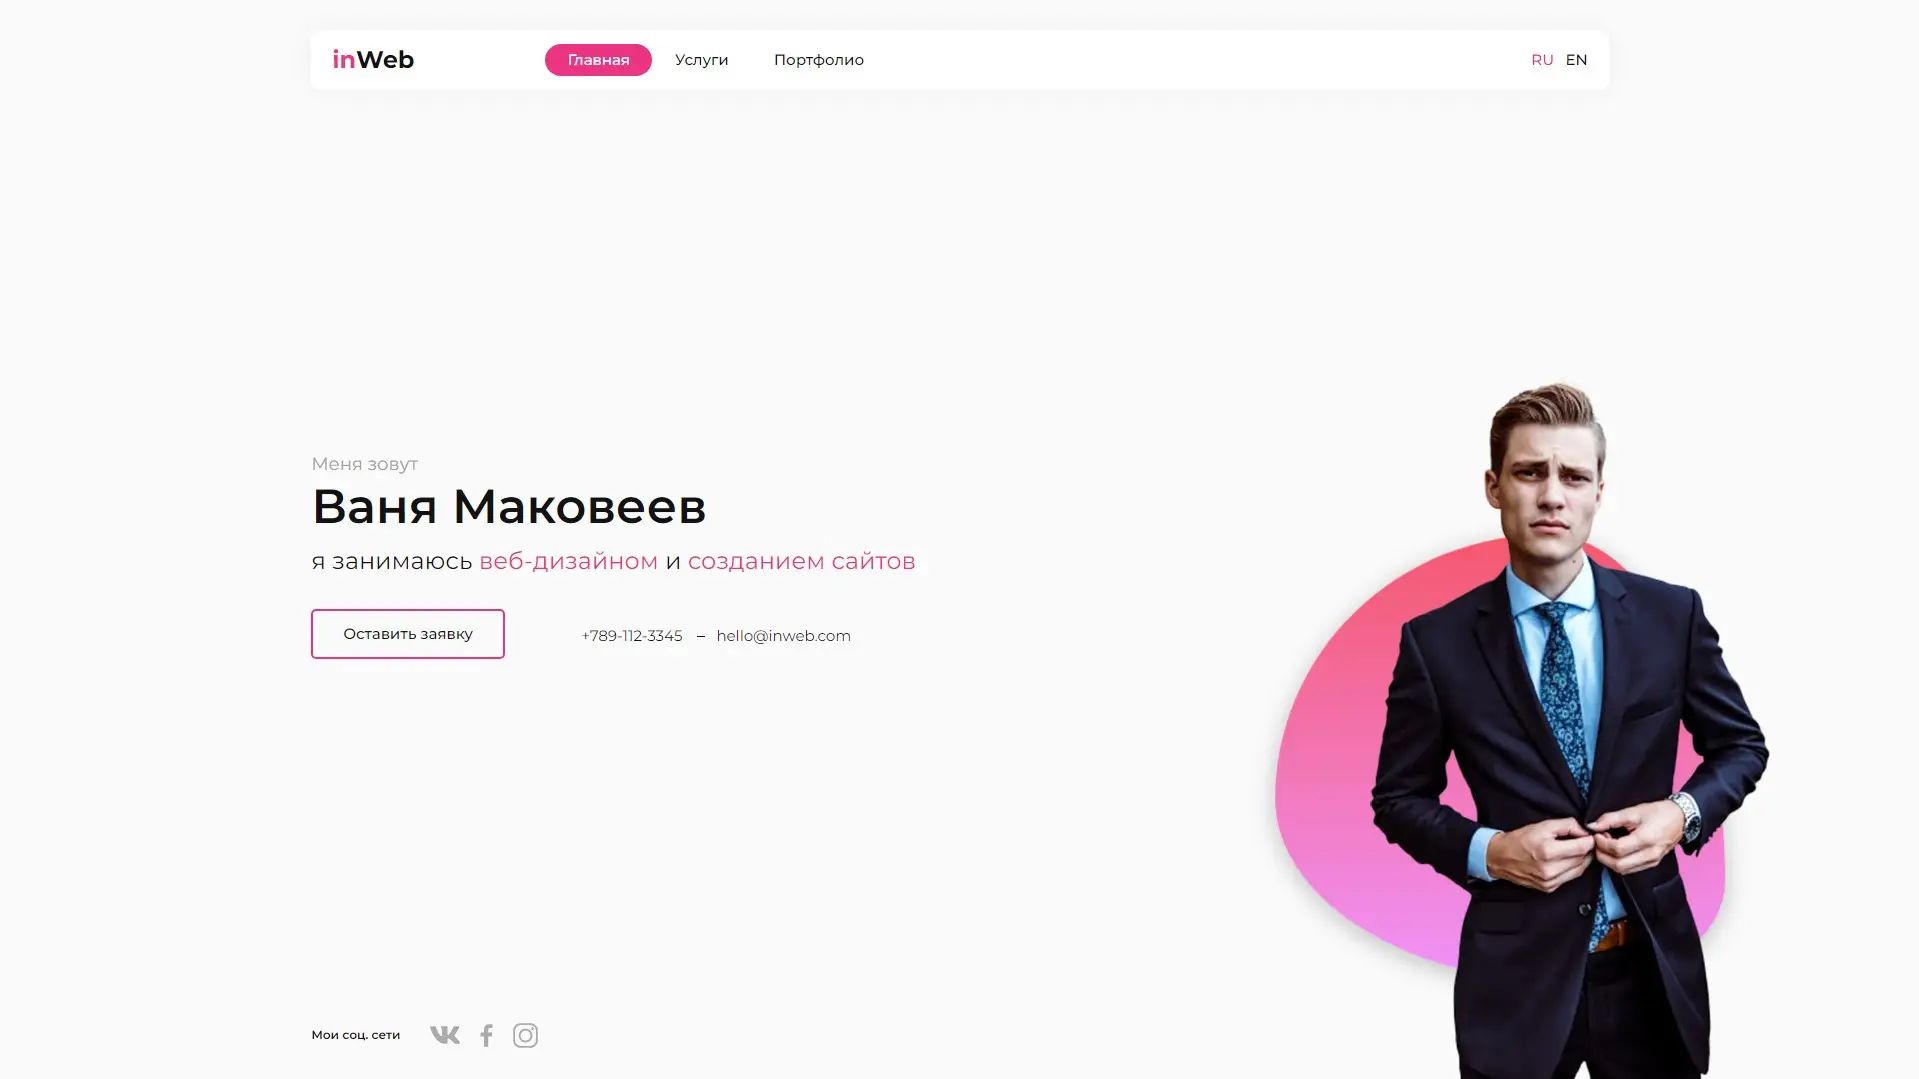 inWeb Главная Услуги Портфолио RU EN
Меня зовут
Ваня Маковеев
я занимаюсь веб-дизайном и созданием сайтов
Оставить заявку +789-112-3345 – hello@inweb.com
Мои соц. сети